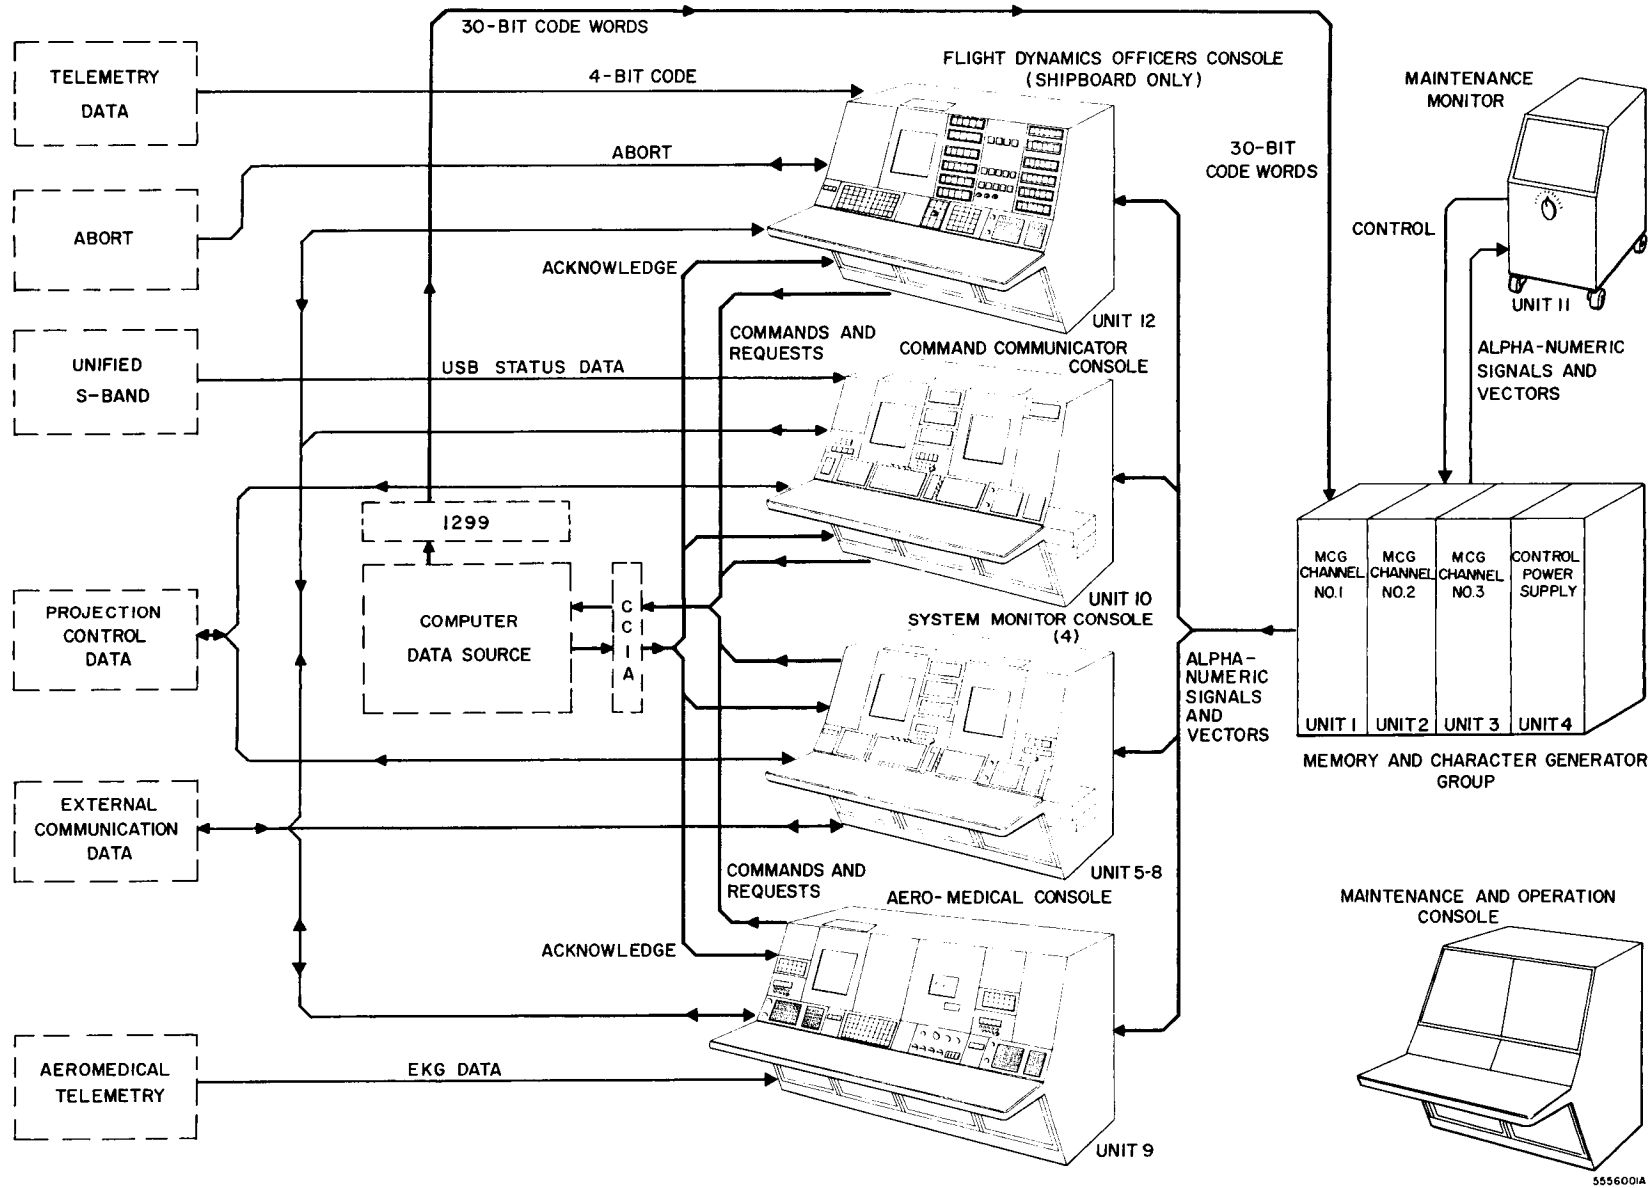 30-BIT CODE WORDS
TELEMETRY
DATA
4-BIT CODE
FLIGHT DYNAMICS OFFICERS CONSOLE
(SHIPBOARD ONLY)
MAINTENANCE
MONITOR
ABORT
ABORT
30-BIT
CODE WORDS
CONTROL
ACKNOWLEDGE
UNIT 12
UNIT 11
UNIFIED
S-BAND
USB STATUS DATA
COMMANDS AND
REQUESTS
COMMAND COMMUNICATOR
CONSOLE
ALPHA-NUMERIC
SIGNALS AND
VECTORS
1299
COMPUTER
DATA SOURCE
C
C
I
A
PROJECTION
CONTROL
DATA
UNIT 10
SYSTEM MONITOR CONSOLE
(4)
ALPHA-
NUMERIC
SIGNALS
AND
VECTORS
MCG
CHANNEL
NO.1
MCG
CHANNEL
NO.2
MCG
CHANNEL
NO.3
CONTROL
POWER
SUPPLY
UNIT 1
UNIT 2
UNIT 3
UNIT 4
MEMORY AND CHARACTER GENERATOR
GROUP
EXTERNAL
COMMUNICATION
DATA
COMMANDS AND
REQUESTS
UNIT 5-8
AERO-MEDICAL CONSOLE
MAINTENANCE AND OPERATION
CONSOLE
ACKNOWLEDGE
AEROMEDICAL
TELEMETRY
EKG DATA
UNIT 9
5556001A